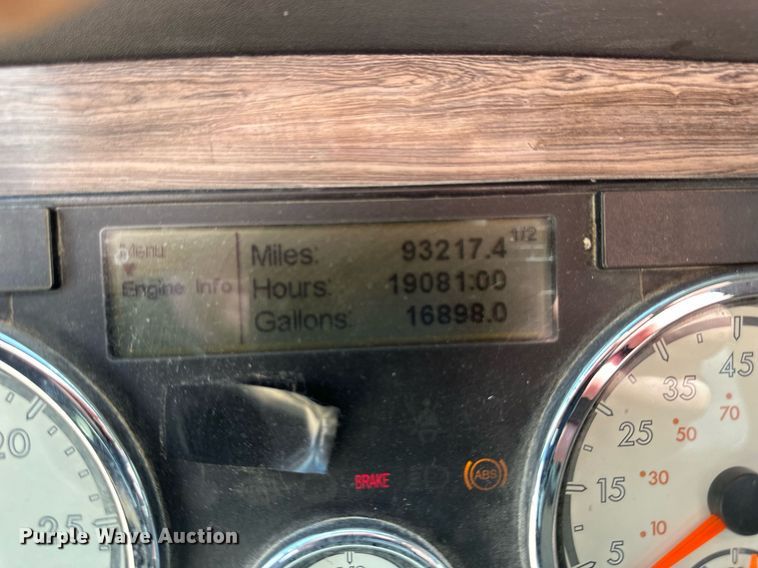 1/2
Menu
Miles: 93217.4
Engine Info
Hours: 19081:00
Gallons: 16898.0
BRAKE
ABS
20
25
45
35
25
15
5
70
50
30
10
Purple Wave Auction